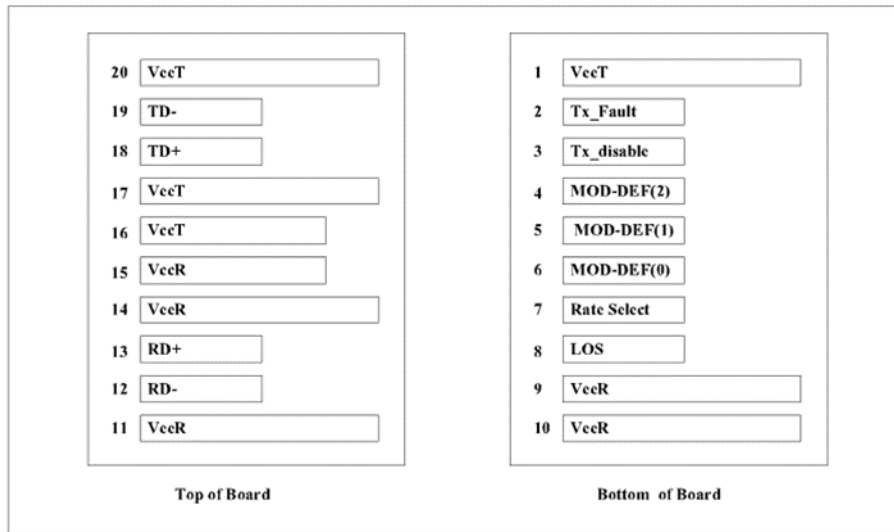 20 VeeT
19 TD-
18 TD+
17 VeeT
16 VccT
15 VccR
14 VeeR
13 RD+
12 RD-
11 VeeR
Top of Board
1 VeeT
2 Tx_Fault
3 Tx_disable
4 MOD-DEF(2)
5 MOD-DEF(1)
6 MOD-DEF(0)
7 Rate Select
8 LOS
9 VeeR
10 VeeR
Bottom of Board